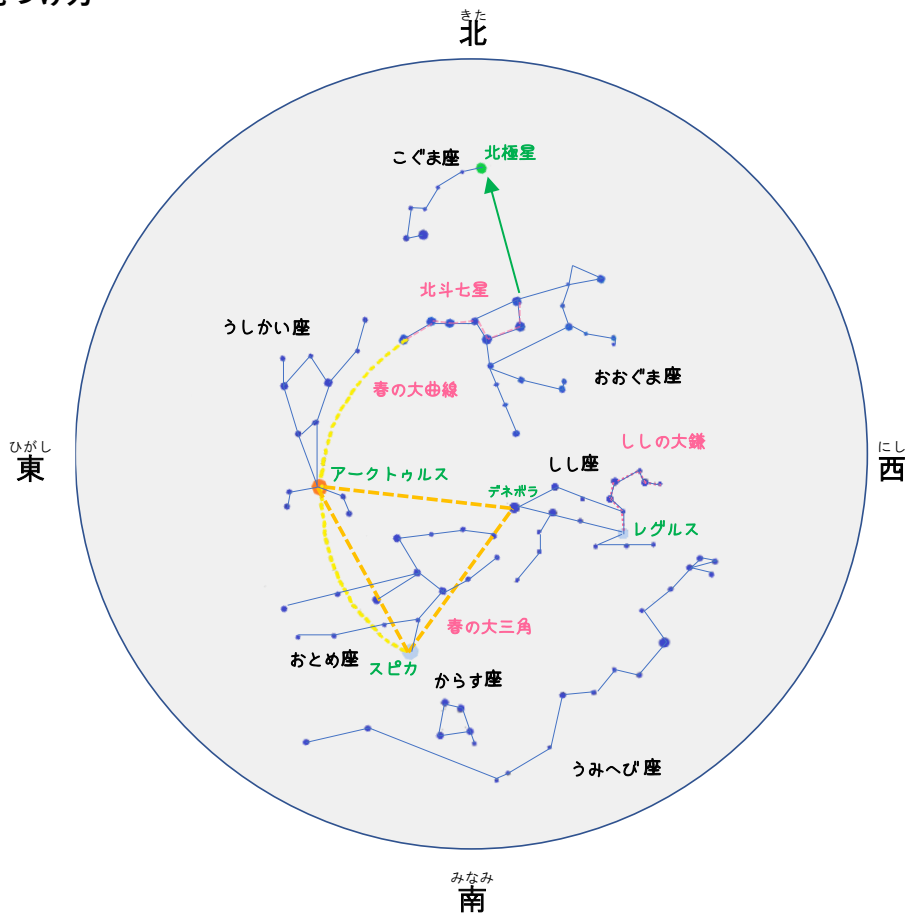 つけ方
きた
北
こぐま座
北極星
北斗七星
うしかい座
おおぐま座
春の大曲線
ひがし
東
にし
西
ししの大鎌
しし座
アークトゥルス
デネボラ
レグルス
春の大三角
おとめ座
スピカ
からす座
うみへび座
みなみ
南